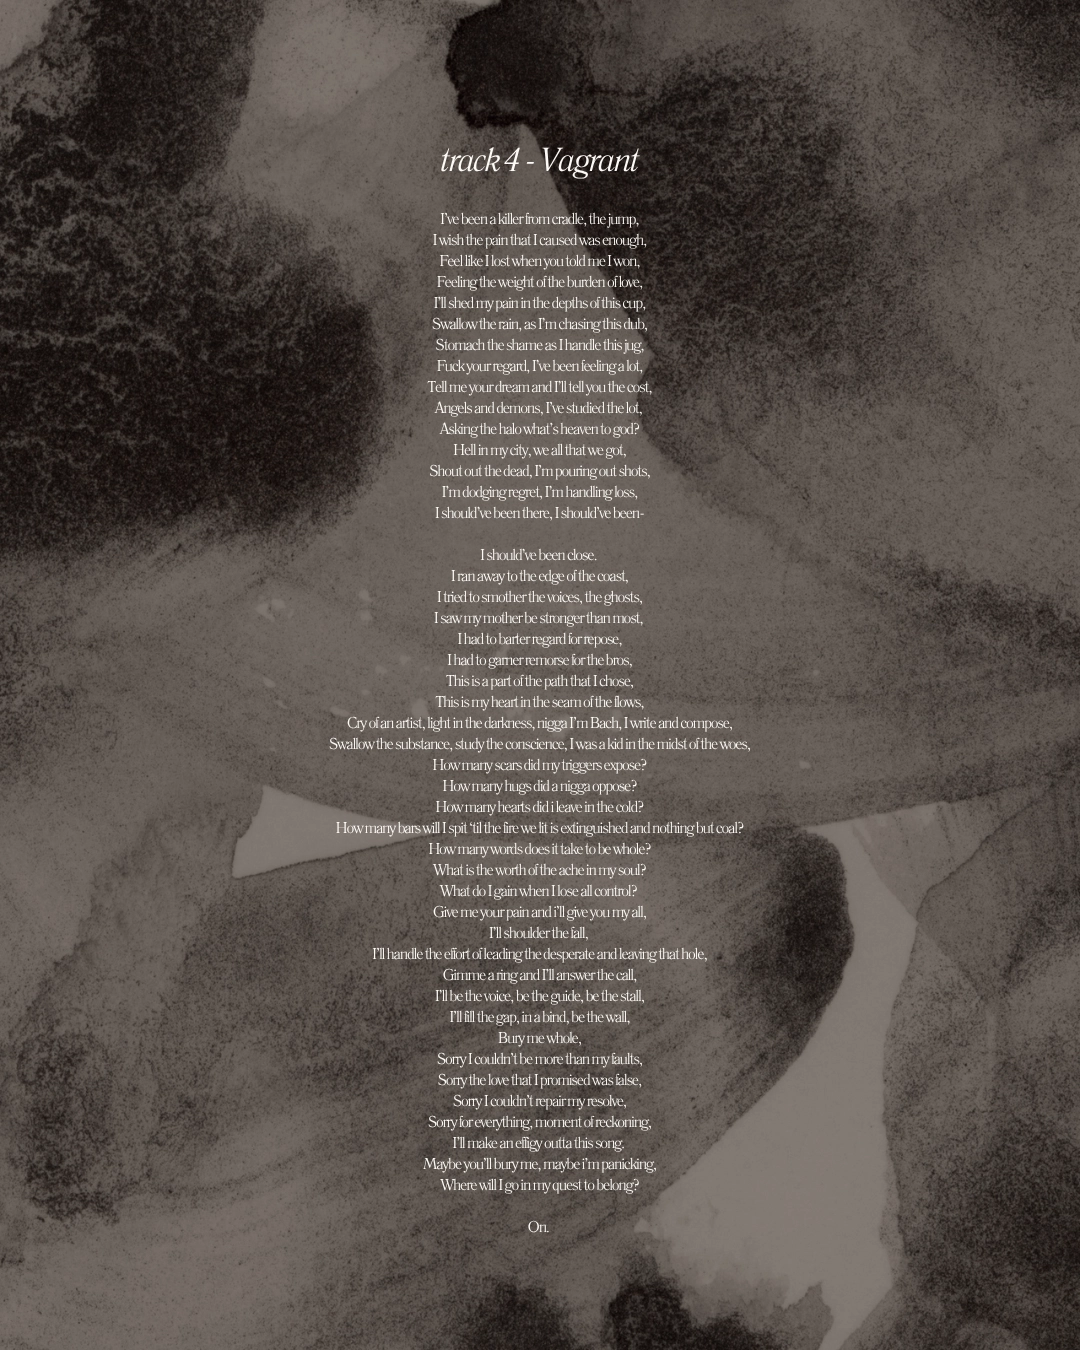 track 4 - Vagrant
I've been a killer from cradle, the jump,
I wish the pain that I caused was enough,
Feel like I lost when you told me I won,
Feeling the weight of the burden of love,
I'll shed my pain in the depths of this cup,
Swallow the rain, as I'm chasing this dub,
Stomach the shame as I handle this jug,
Fuck your regard, I've been feeling a lot,
Tell me your dream and I'll tell you the cost,
Angels and demons, I've studied the lot,
Asking the halo what's heaven to god?
Hell in my city, we all that we got,
Shout out the dead, I'm pouring out shots,
I'm dodging regret, I'm handling loss,
I should've been there, I should've been-
I should've been close.
I ran away to the edge of the coast,
I tried to smother the voices, the ghosts,
I saw my mother be stronger than most,
I had to barter regard for repose,
I had to garner remorse for the bros,
This is a part of the path that I chose,
This is my heart in the seam of the flows,
Cry of an artist, light in the darkness, nigga I'm Bach, I write and compose,
Swallow the substance, study the conscience, I was a kid in the midst of the woes,
How many scars did my triggers expose?
How many hugs did a nigga oppose?
How many hearts did i leave in the cold?
How many bars will I spit 'til the fire we lit is extinguished and nothing but coal?
How many words does it take to be whole?
What is the worth of the ache in my soul?
What do I gain when I lose all control?
Give me your pain and i'll give you my all,
I'll shoulder the fall,
I'll handle the effort of leading the desperate and leaving that hole,
Gimme a ring and I'll answer the call,
I'll be the voice, be the guide, be the stall,
I'll fill the gap, in a bind, be the wall,
Bury me whole,
Sorry I couldn't be more than my faults,
Sorry the love that I promised was false,
Sorry I couldn't repair my resolve,
Sorry for everything, moment of reckoning,
I'll make an effigy outta this song.
Maybe you'll bury me, maybe i'm panicking,
Where will I go in my quest to belong?
On.